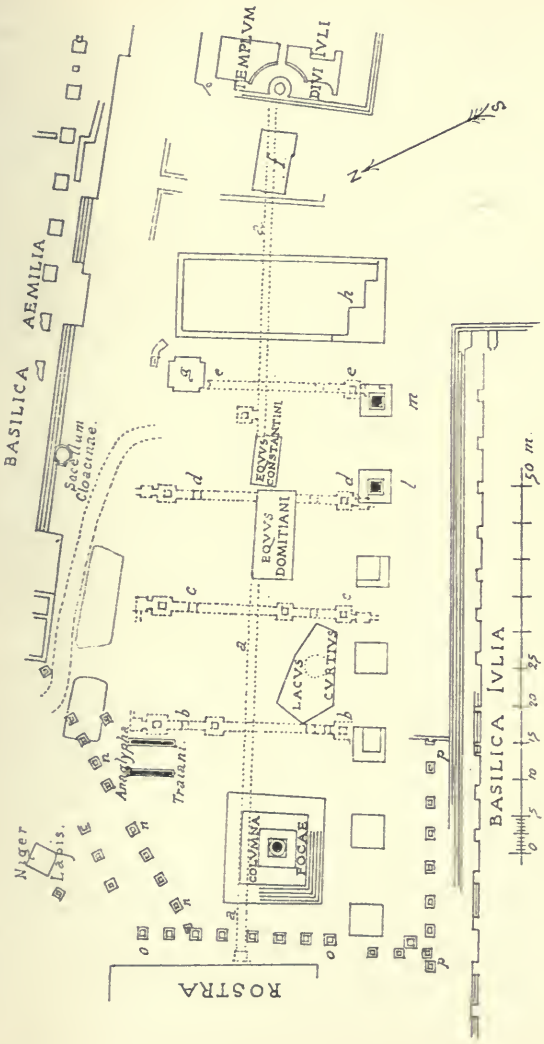 BASILICA AEMILIA
Sacellum
Cloacinae.
TEMPLVM
DIVI IVLI
f
a
h
g
e
e
m
EQVVS
CONSTANTINI
d
d
l
EQVVS
DOMITIANI
c
c
a
LACVS
CVRTIVS
b
b
Anaglypha
Traiani.
n
n
n
Niger
Lapis.
COLVMNA
FOCAE
a
o
o
p
p
ROSTRA
N
S
BASILICA IVLIA
0 5 10 15 20 25 50 m.